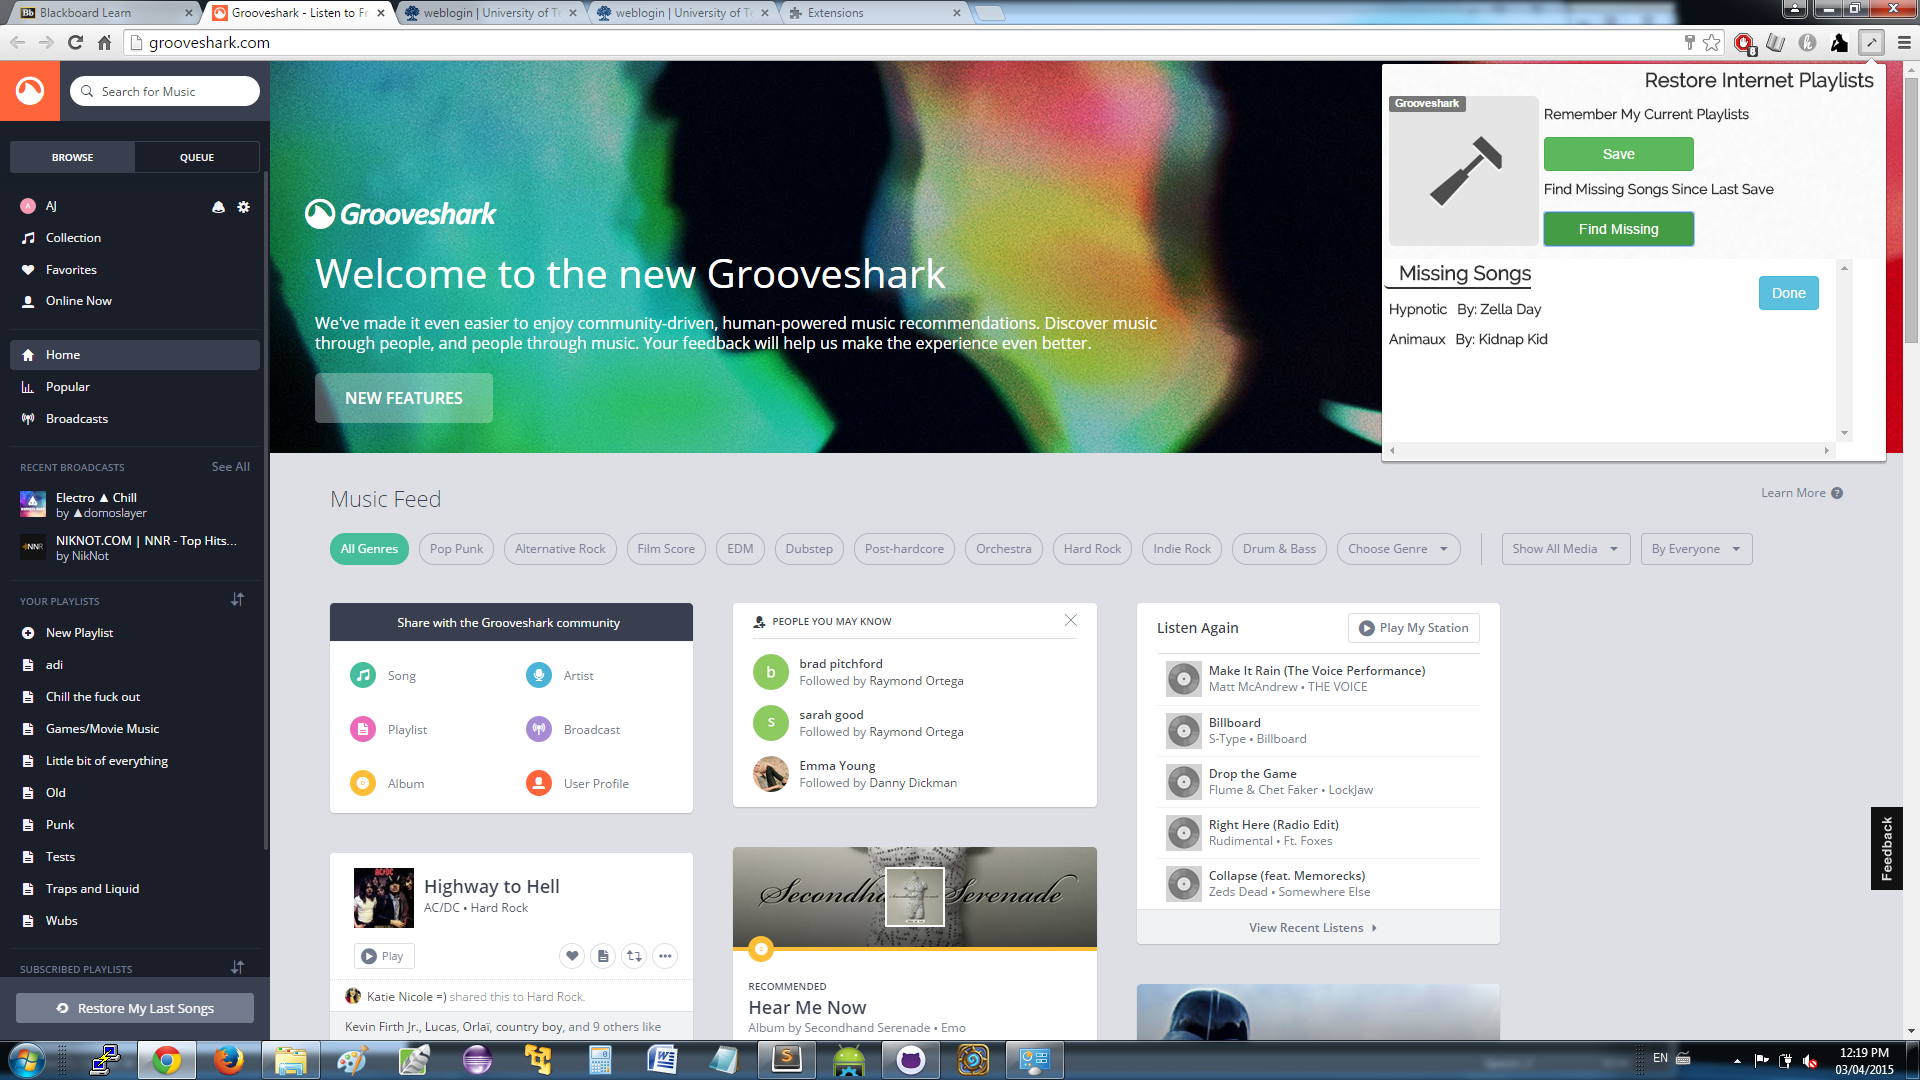 Blackboard Learn
Grooveshark - Listen to Fr
weblogin | University of Te
weblogin | University of Te
Extensions
grooveshark.com
8
Search for Music
BROWSE
QUEUE
A
AJ
Collection
Favorites
Online Now
Home
Popular
Broadcasts
RECENT BROADCASTS
See All
Electro ▲ Chill
by ▲domoslayer
NIKNOT.COM | NNR - Top Hits...
by NikNot
YOUR PLAYLISTS
New Playlist
adi
Chill the fuck out
Games/Movie Music
Little bit of everything
Old
Punk
Tests
Traps and Liquid
Wubs
SUBSCRIBED PLAYLISTS
Restore My Last Songs
Grooveshark
Welcome to the new Grooveshark
We've made it even easier to enjoy community-driven, human-powered music recommendations. Discover music
through people, and people through music. Your feedback will help us make the experience even better.
NEW FEATURES
Restore Internet Playlists
Grooveshark
Remember My Current Playlists
Save
Find Missing Songs Since Last Save
Find Missing
Missing Songs
Done
Hypnotic By: Zella Day
Animaux By: Kidnap Kid
Music Feed
Learn More ?
All Genres
Pop Punk
Alternative Rock
Film Score
EDM
Dubstep
Post-hardcore
Orchestra
Hard Rock
Indie Rock
Drum & Bass
Choose Genre
Show All Media
By Everyone
Share with the Grooveshark community
Song
Artist
Playlist
Broadcast
Album
User Profile
PEOPLE YOU MAY KNOW
b
brad pitchford
Followed by Raymond Ortega
s
sarah good
Followed by Raymond Ortega
Emma Young
Followed by Danny Dickman
Listen Again
Play My Station
Make It Rain (The Voice Performance)
Matt McAndrew • THE VOICE
Billboard
S-Type • Billboard
Drop the Game
Flume & Chet Faker • LockJaw
Right Here (Radio Edit)
Rudimental • Ft. Foxes
Collapse (feat. Memorecks)
Zeds Dead • Somewhere Else
View Recent Listens
AC/DC
Highway to Hell
AC/DC • Hard Rock
Play
Katie Nicole =) shared this to Hard Rock.
Kevin Firth Jr., Lucas, Orlaï, country boy, and 9 others like
Secondhand Serenade
RECOMMENDED
Hear Me Now
Album by Secondhand Serenade • Emo
Feedback
EN
12:19 PM
03/04/2015